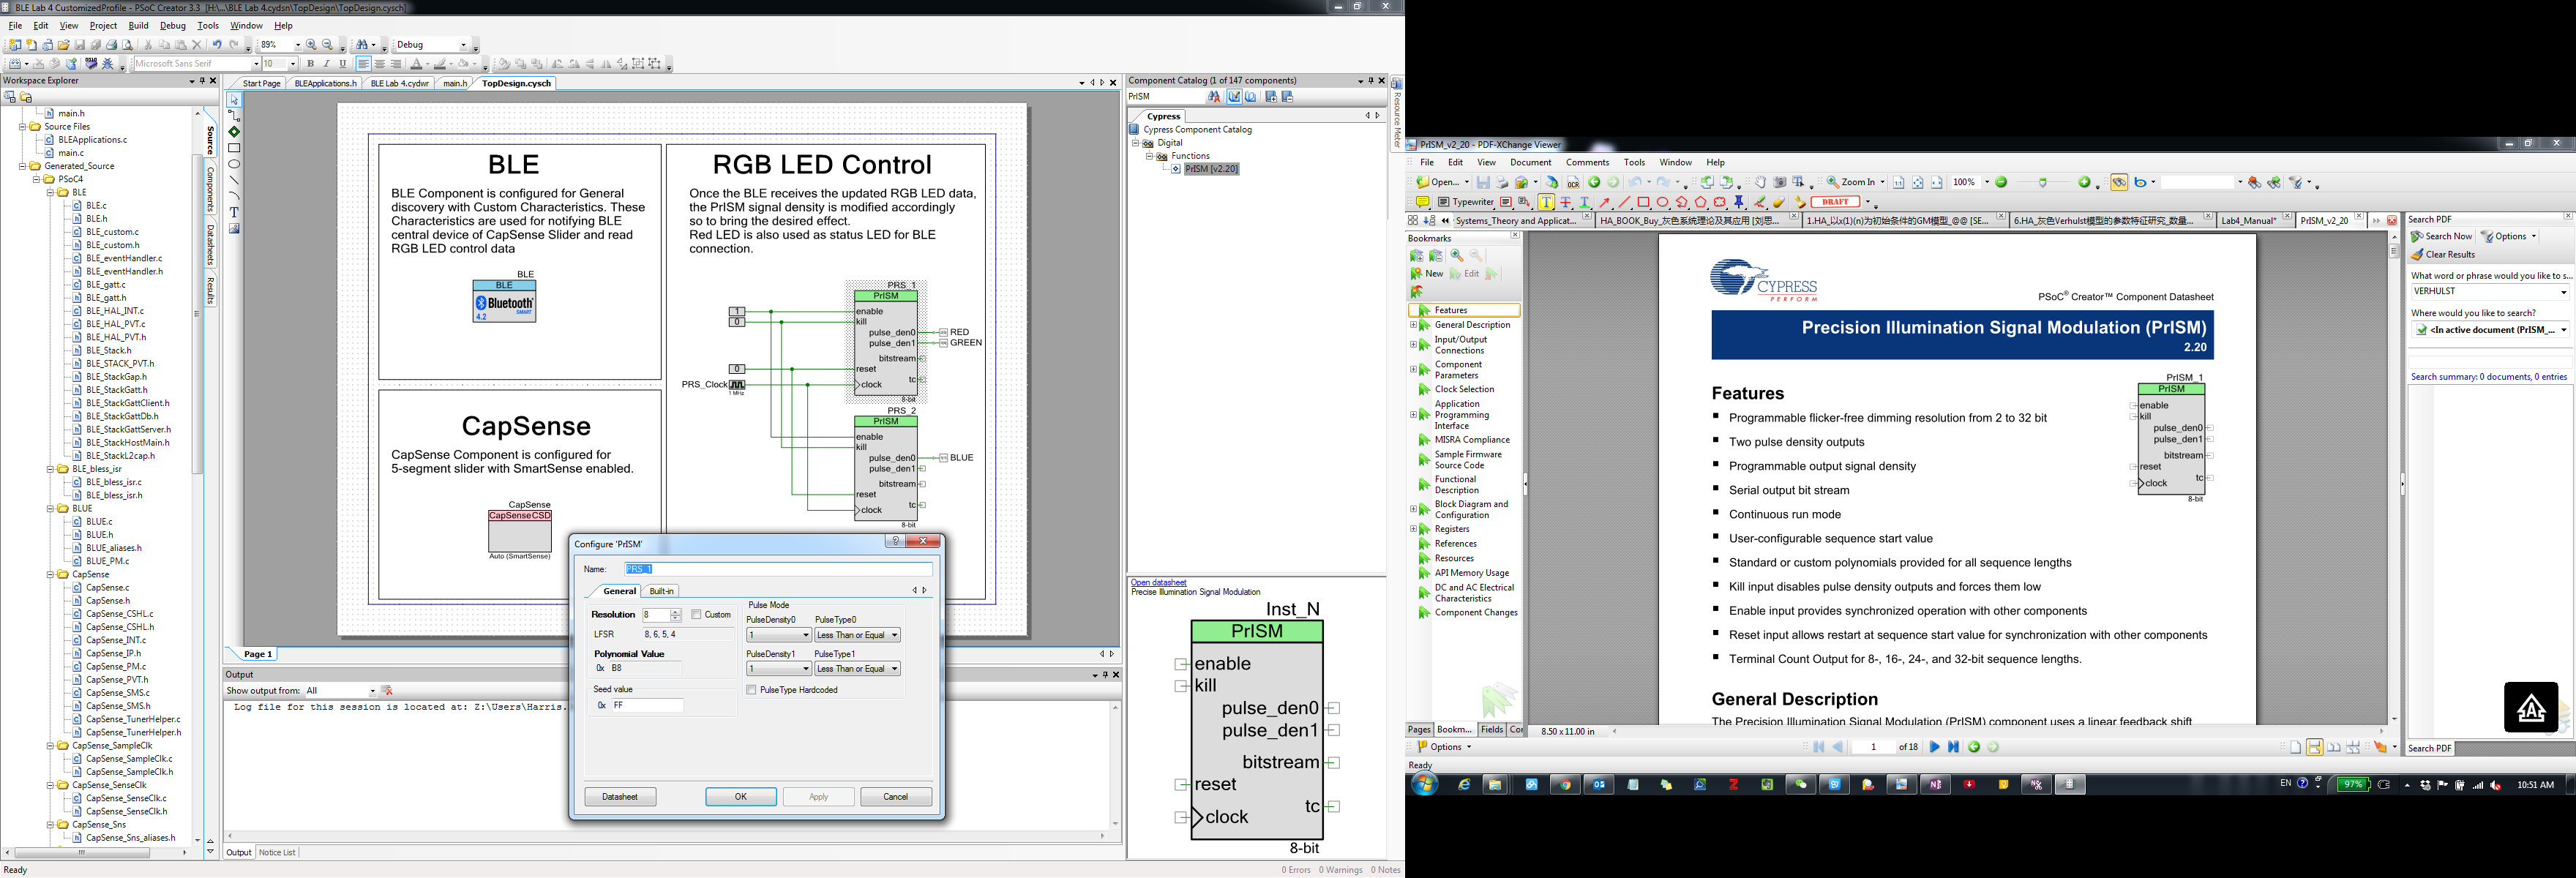 BLE Lab 4 CustomizedProfile - PSoC Creator 3.3 [H:\...\BLE Lab 4.cydsn\TopDesign\TopDesign.cysch]
File Edit View Project Build Debug Tools Window Help
89% Debug
Microsoft Sans Serif 10
Workspace Explorer
main.h
Source Files
BLEApplications.c
main.c
Generated_Source
PSoC4
BLE
BLE.c
BLE.h
BLE_custom.c
BLE_custom.h
BLE_eventHandler.c
BLE_eventHandler.h
BLE_gatt.c
BLE_gatt.h
BLE_HAL_INT.c
BLE_HAL_PVT.c
BLE_HAL_PVT.h
BLE_Stack.h
BLE_STACK_PVT.h
BLE_StackGap.h
BLE_StackGatt.h
BLE_StackGattClient.h
BLE_StackGattDb.h
BLE_StackGattServer.h
BLE_StackHostMain.h
BLE_StackL2cap.h
BLE_bless_isr
BLE_bless_isr.c
BLE_bless_isr.h
BLUE
BLUE.c
BLUE.h
BLUE_aliases.h
BLUE_PM.c
CapSense
CapSense.c
CapSense.h
CapSense_CSHL.c
CapSense_CSHL.h
CapSense_INT.c
CapSense_IP.h
CapSense_PM.c
CapSense_PVT.h
CapSense_SMS.c
CapSense_SMS.h
CapSense_TunerHelper.c
CapSense_TunerHelper.h
CapSense_SampleClk
CapSense_SampleClk.c
CapSense_SampleClk.h
CapSense_SenseClk
CapSense_SenseClk.c
CapSense_SenseClk.h
CapSense_Sns
CapSense_Sns_aliases.h
Source
Components
Datasheets
Results
Start Page BLEApplications.h BLE Lab 4.cydwr main.h TopDesign.cysch
BLE
BLE Component is configured for General
discovery with Custom Characteristics. These
Characteristics are used for notifying BLE
central device of CapSense Slider and read
RGB LED control data
BLE
BLE
Bluetooth
SMART
4.2
CapSense
CapSense Component is configured for
5-segment slider with SmartSense enabled.
CapSense
CapSenseCSD
Auto (SmartSense)
RGB LED Control
Once the BLE receives the updated RGB LED data,
the PrISM signal density is modified accordingly
so to bring the desired effect.
Red LED is also used as status LED for BLE
connection.
PRS_1
PrISM
1 enable
0 kill
pulse_den0 RED
pulse_den1 GREEN
bitstream
0 reset
tc
PRS_Clock clock
1 MHz
8-bit
PRS_2
PrISM
enable
kill
pulse_den0 BLUE
pulse_den1
bitstream
reset
tc
clock
8-bit
Page 1
Configure 'PrISM'
Name: PRS_1
General Built-in
Resolution 8 Custom
LFSR 8, 6, 5, 4
Polynomial Value
0x B8
Seed value
0x FF
Pulse Mode
PulseDensity0 PulseType0
1 Less Than or Equal
PulseDensity1 PulseType1
1 Less Than or Equal
PulseType Hardcoded
Datasheet OK Apply Cancel
Output
Show output from: All
Log file for this session is located at: Z:\Users\Harris.
Output Notice List
Ready
0 Errors 0 Warnings 0 Notes
Component Catalog (1 of 147 components)
PrISM
Cypress
Cypress Component Catalog
Digital
Functions
PrISM [v2.20]
Resource Meter
Open datasheet
Precise Illumination Signal Modulation
Inst_N
PrISM
enable
kill
pulse_den0
pulse_den1
bitstream
reset
tc
clock
8-bit
PrISM_v2_20 - PDF-XChange Viewer
File Edit View Document Comments Tools Window Help
Open... OCR Zoom In 100%
Typewriter DRAFT
Systems_Theory and Applicat... HA_BOOK_Buy_灰色系统理论及其应用 [刘思... 1.HA_以x(1)(n)为初始条件的GM模型_@@ [SE... 6.HA_灰色Verhulst模型的参数特征研究_数量... Lab4_Manual* PrISM_v2_20
Bookmarks
New Edit
Features
General Description
Input/Output
Connections
Component
Parameters
Clock Selection
Application
Programming
Interface
MISRA Compliance
Sample Firmware
Source Code
Functional
Description
Block Diagram and
Configuration
Registers
References
Resources
API Memory Usage
DC and AC Electrical
Characteristics
Component Changes
Pages Bookm... Fields Cor
CYPRESS
PERFORM
PSoC® Creator™ Component Datasheet
Precision Illumination Signal Modulation (PrISM)
2.20
Features
Programmable flicker-free dimming resolution from 2 to 32 bit
Two pulse density outputs
Programmable output signal density
Serial output bit stream
Continuous run mode
User-configurable sequence start value
Standard or custom polynomials provided for all sequence lengths
Kill input disables pulse density outputs and forces them low
Enable input provides synchronized operation with other components
Reset input allows restart at sequence start value for synchronization with other components
Terminal Count Output for 8-, 16-, 24-, and 32-bit sequence lengths.
PrISM_1
PrISM
enable
kill
pulse_den0
pulse_den1
bitstream
reset
tc
clock
8-bit
General Description
The Precision Illumination Signal Modulation (PrISM) component uses a linear feedback shift
8.50 x 11.00 in
Options 1 of 18
Ready
Search PDF
Search Now Options
Clear Results
What word or phrase would you like to s...
VERHULST
Where would you like to search?
<In active document (PrISM_...
Search summary: 0 documents, 0 entries
Search PDF
EN 97% 10:51 AM